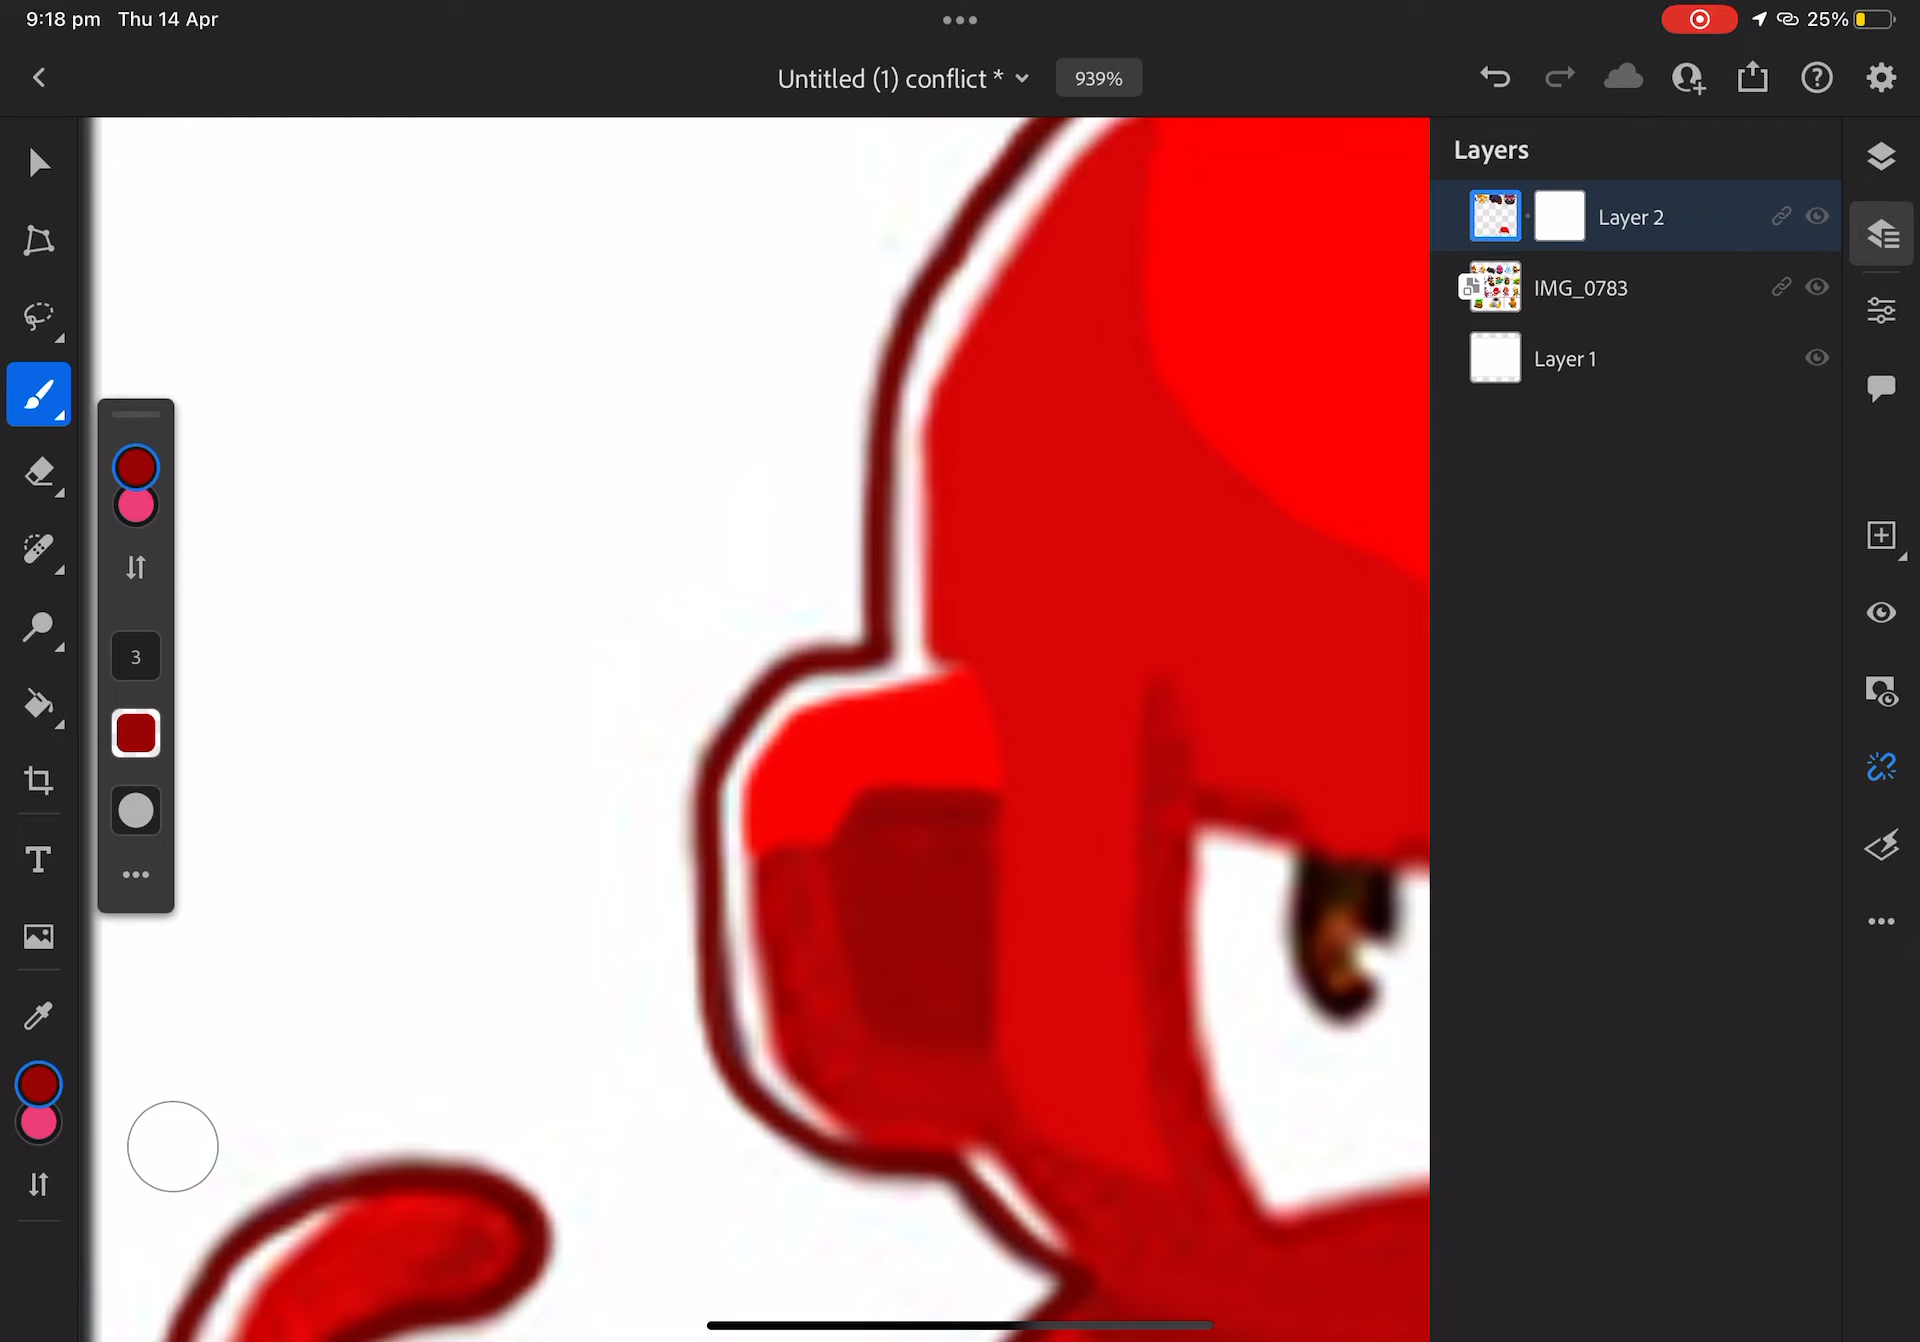 9:18 pm Thu 14 Apr
25%
Untitled (1) conflict *
939%
Layers
Layer 2
IMG_0783
Layer 1
3
T